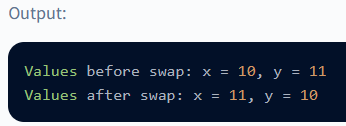 Output:
Values before swap: x = 10, y = 11
Values after swap: x = 11, y = 10